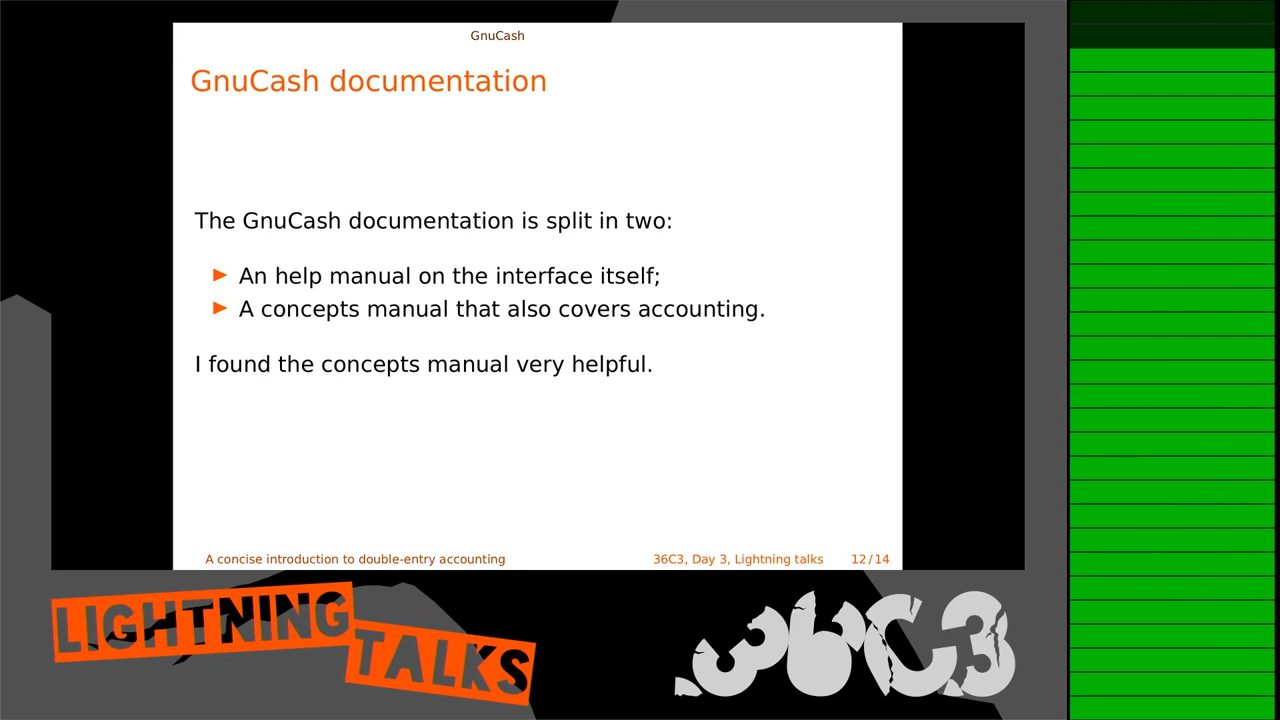 GnuCash
GnuCash documentation
The GnuCash documentation is split in two:
▶ An help manual on the interface itself;
▶ A concepts manual that also covers accounting.
I found the concepts manual very helpful.
A concise introduction to double-entry accounting 36C3, Day 3, Lightning talks 12/14
LIGHTNING
TALKS
36C3